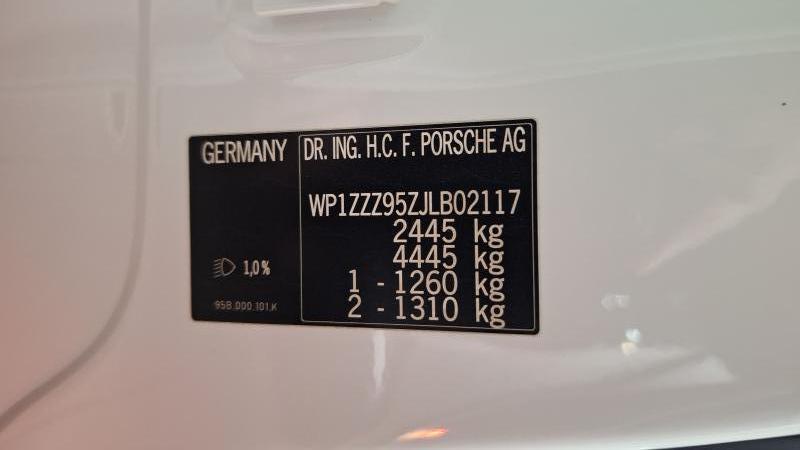 GERMANY
1,0%
95B.000.101.K
DR. ING. H.C. F. PORSCHE AG
WP1ZZZ95ZJLB02117
2445 kg
4445 kg
1 - 1260 kg
2 - 1310 kg